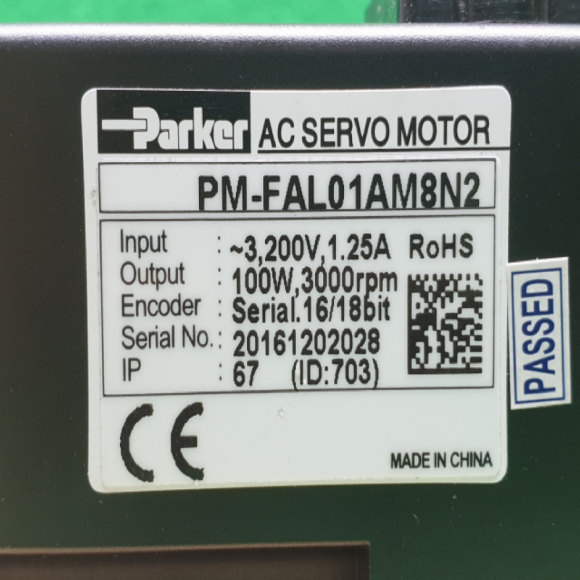 Parker AC SERVO MOTOR
PM-FAL01AM8N2
Input : ~3,200V,1.25A RoHS
Output : 100W,3000rpm
Encoder : Serial.16/18bit
Serial No. : 20161202028
IP : 67 (ID:703)
PASSED
CE
MADE IN CHINA